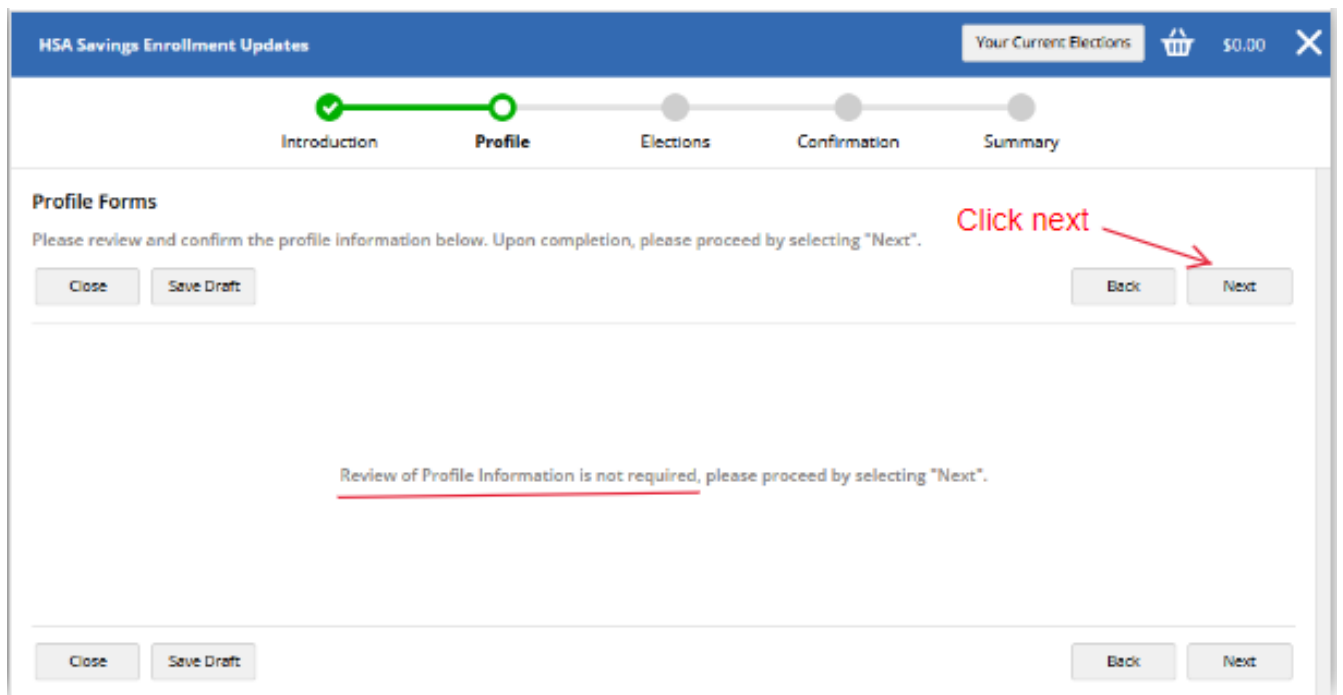 HSA Savings Enrollment Updates
Your Current Elections
$0.00
Introduction
Profile
Elections
Confirmation
Summary
Profile Forms
Click next
Please review and confirm the profile information below. Upon completion, please proceed by selecting "Next".
Close
Save Draft
Back
Next
Review of Profile Information is not required, please proceed by selecting "Next".
Close
Save Draft
Back
Next